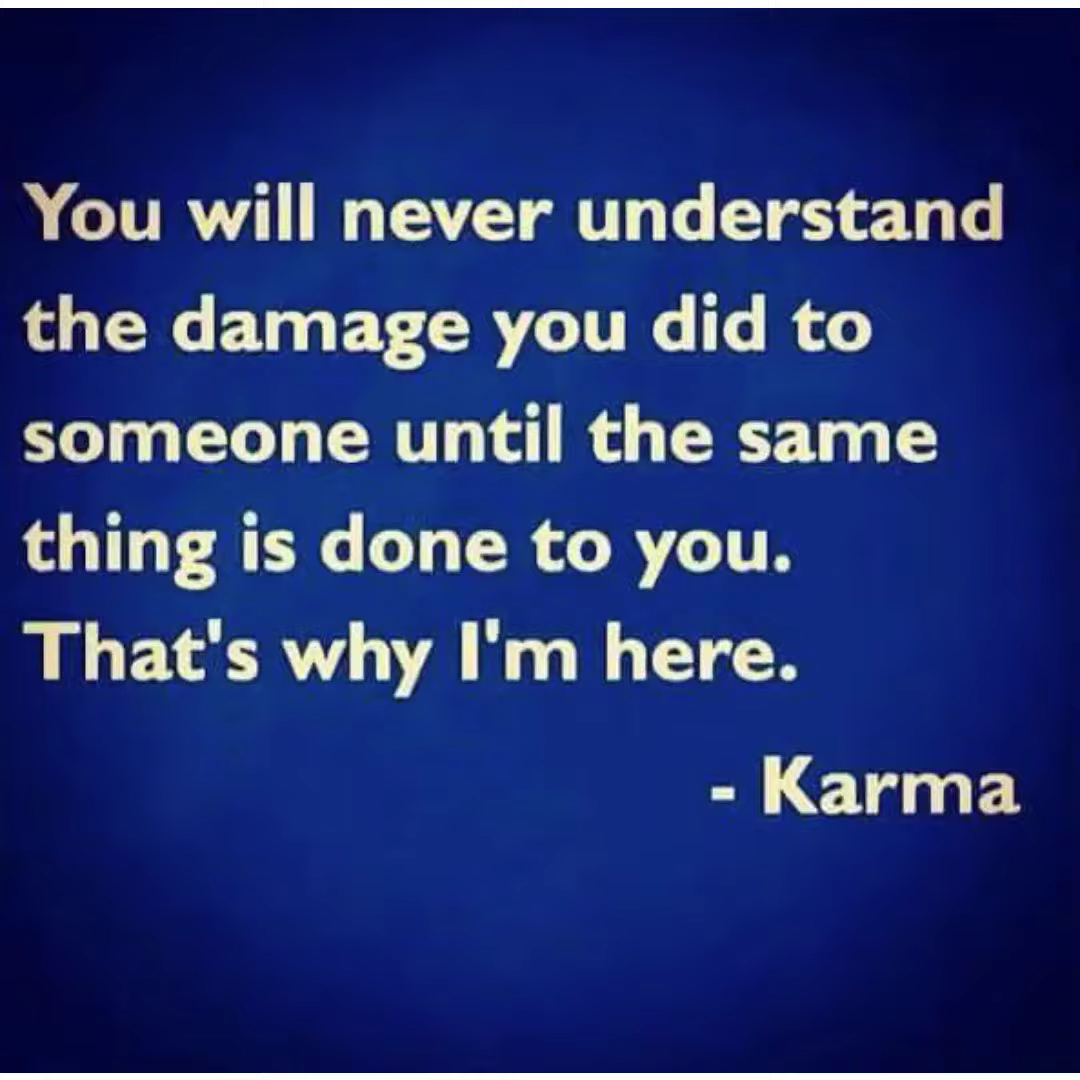 You will never understand
the damage you did to
someone until the same
thing is done to you.
That's why I'm here.
- Karma